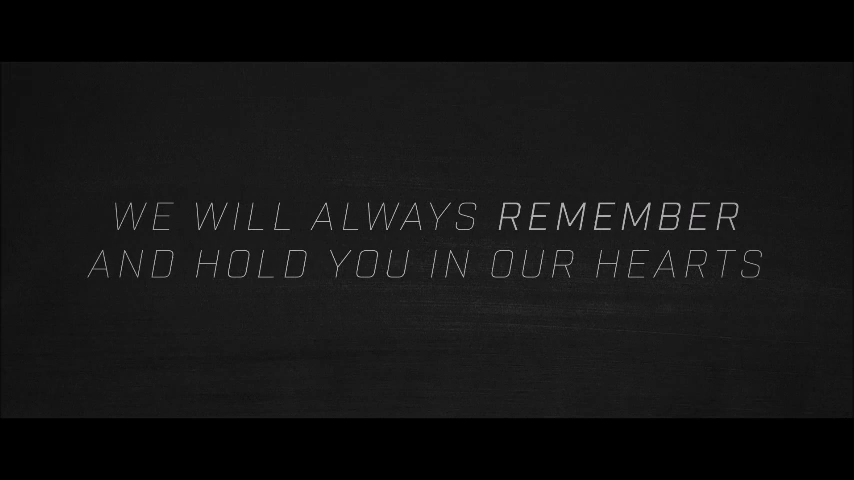 WE WILL ALWAYS REMEMBER
AND HOLD YOU IN OUR HEARTS